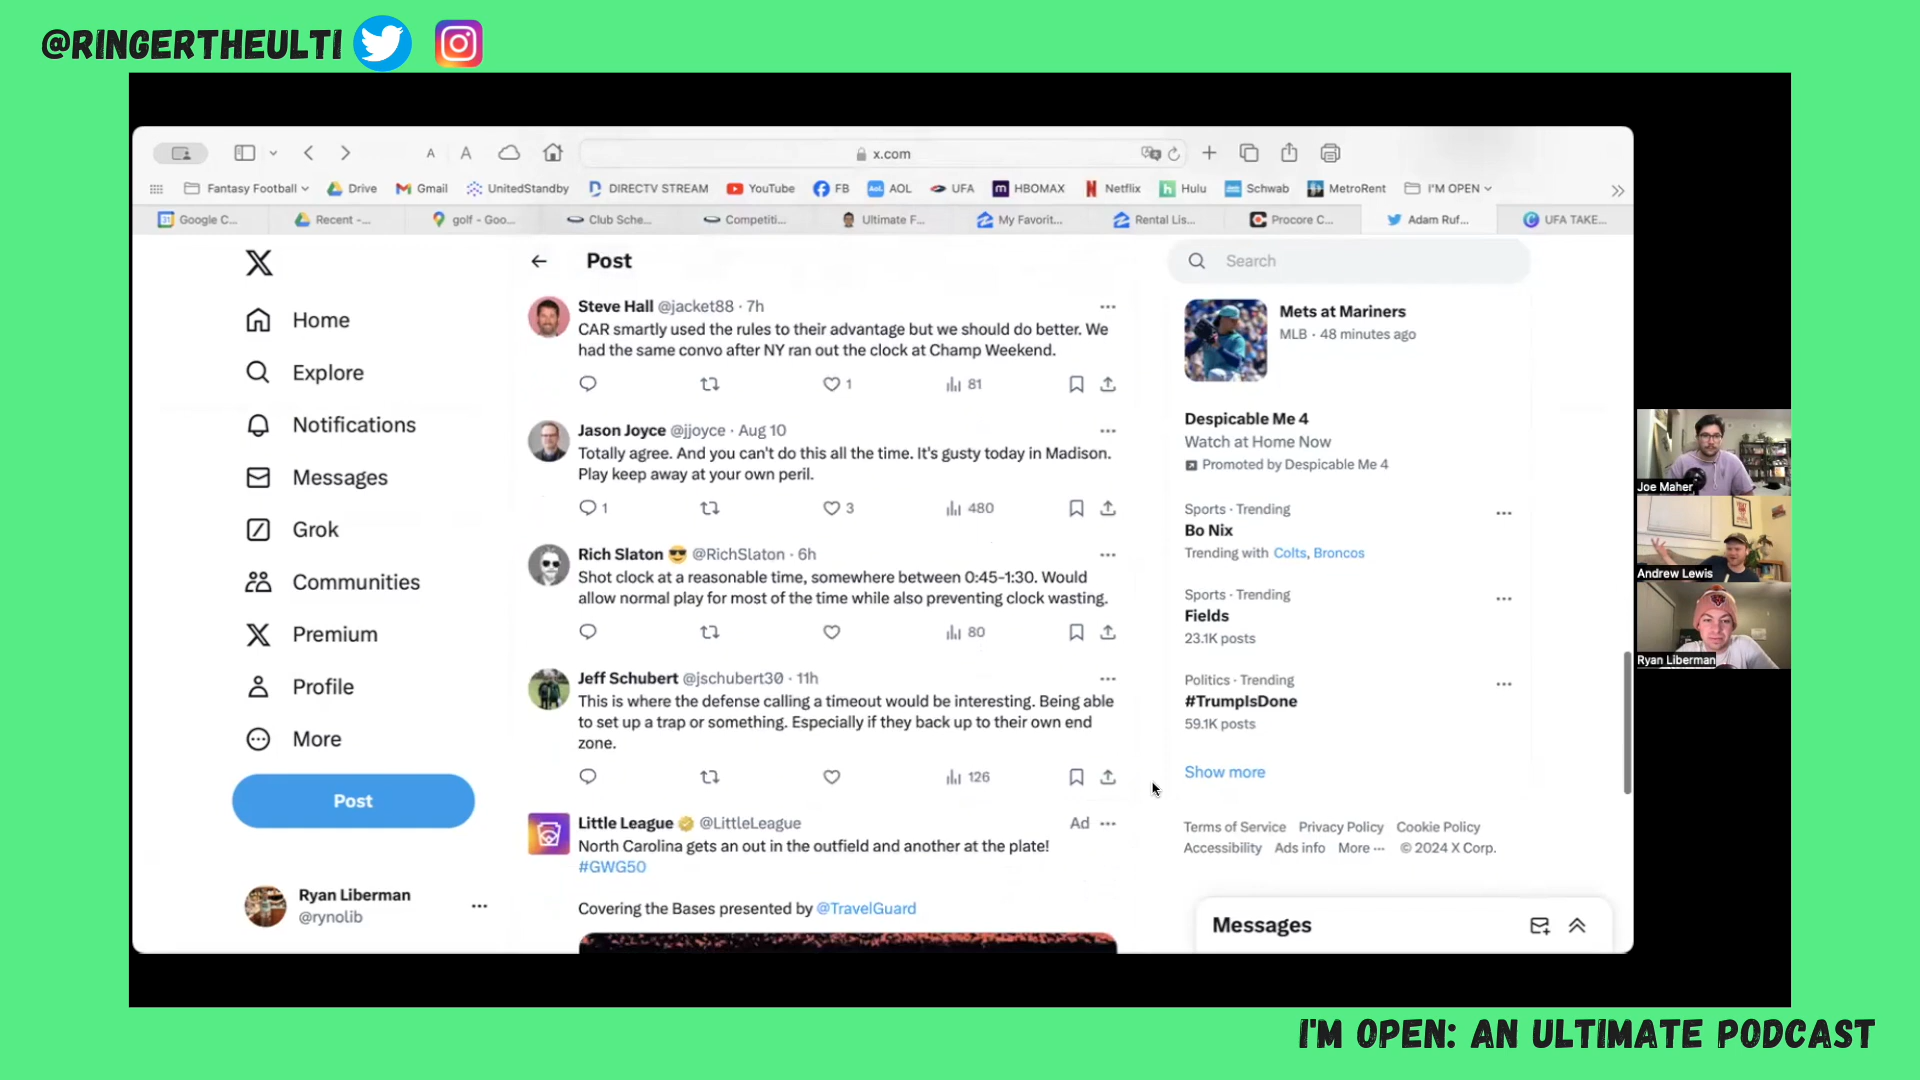 @RINGERTHEULTI
A A x.com
Fantasy Football Drive Gmail UnitedStandby DIRECTV STREAM YouTube FB AOL UFA HBOMAX Netflix Hulu Schwab MetroRent I'M OPEN
Google C... Recent -... golf - Goo... Club Sche... Competiti... Ultimate F... My Favorit... Rental Lis... Procore C... Adam Ruf... UFA TAKE...
Home
Explore
Notifications
Messages
Grok
Communities
Premium
Profile
More
Post
Ryan Liberman
@rynolib
Post
Steve Hall @jacket88 · 7h
CAR smartly used the rules to their advantage but we should do better. We
had the same convo after NY ran out the clock at Champ Weekend.
1 81
Jason Joyce @jjoyce · Aug 10
Totally agree. And you can't do this all the time. It's gusty today in Madison.
Play keep away at your own peril.
1 3 480
Rich Slaton 😎 @RichSlaton · 6h
Shot clock at a reasonable time, somewhere between 0:45-1:30. Would
allow normal play for most of the time while also preventing clock wasting.
80
Jeff Schubert @jschubert30 · 11h
This is where the defense calling a timeout would be interesting. Being able
to set up a trap or something. Especially if they back up to their own end
zone.
126
Little League @LittleLeague Ad
North Carolina gets an out in the outfield and another at the plate!
#GWG50
Covering the Bases presented by @TravelGuard
Search
Mets at Mariners
MLB · 48 minutes ago
Despicable Me 4
Watch at Home Now
Promoted by Despicable Me 4
Sports · Trending
Bo Nix
Trending with Colts, Broncos
Sports · Trending
Fields
23.1K posts
Politics · Trending
#TrumpIsDone
59.1K posts
Show more
Terms of Service Privacy Policy Cookie Policy
Accessibility Ads info More ··· © 2024 X Corp.
Messages
Joe Maher
Andrew Lewis
Ryan Liberman
I'M OPEN: AN ULTIMATE PODCAST